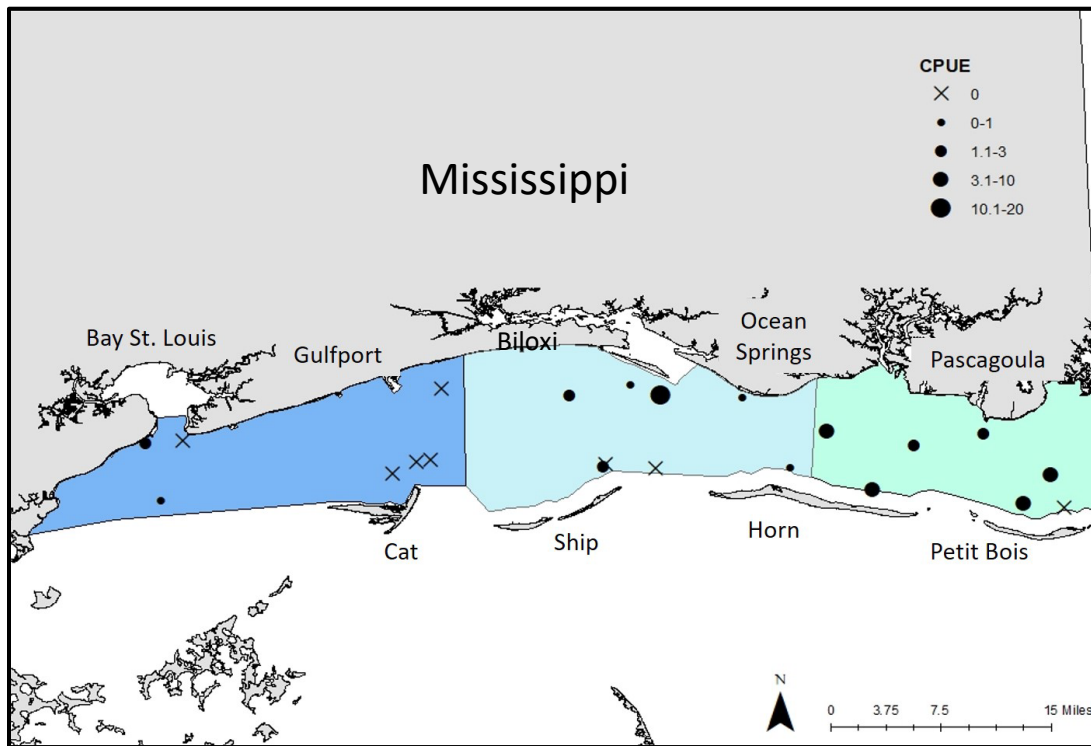 CPUE
0
0-1
1.1-3
3.1-10
10.1-20
Mississippi
Bay St. Louis
Gulfport
Biloxi
Ocean
Springs
Pascagoula
Cat
Ship
Horn
Petit Bois
N
0 3.75 7.5 15 Miles